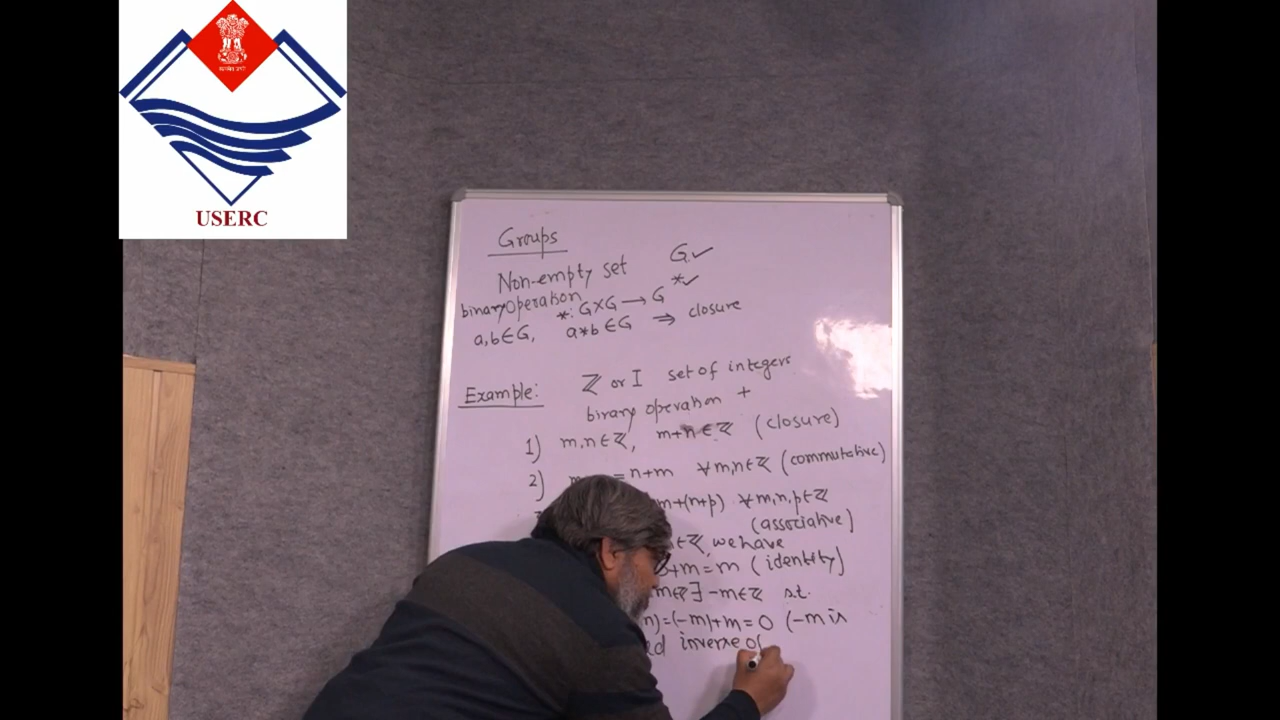 USERC
Groups
Non-empty set G ✓
* ✓
binary operation *: G×G → G
a,b∈G, a*b∈G ⇒ closure
Example: ℤ or I set of integers
binary operation +
1) m,n∈ℤ, m+n∈ℤ (closure)
2) = n+m ∀m,n∈ℤ (commutative)
m+(n+p) ∀m,n,p∈ℤ
(associative)
∈ℤ, we have
+m=m (identity)
m∈ℤ ∃ -m∈ℤ s.t.
)=(-m)+m=0 (-m is
inverse of